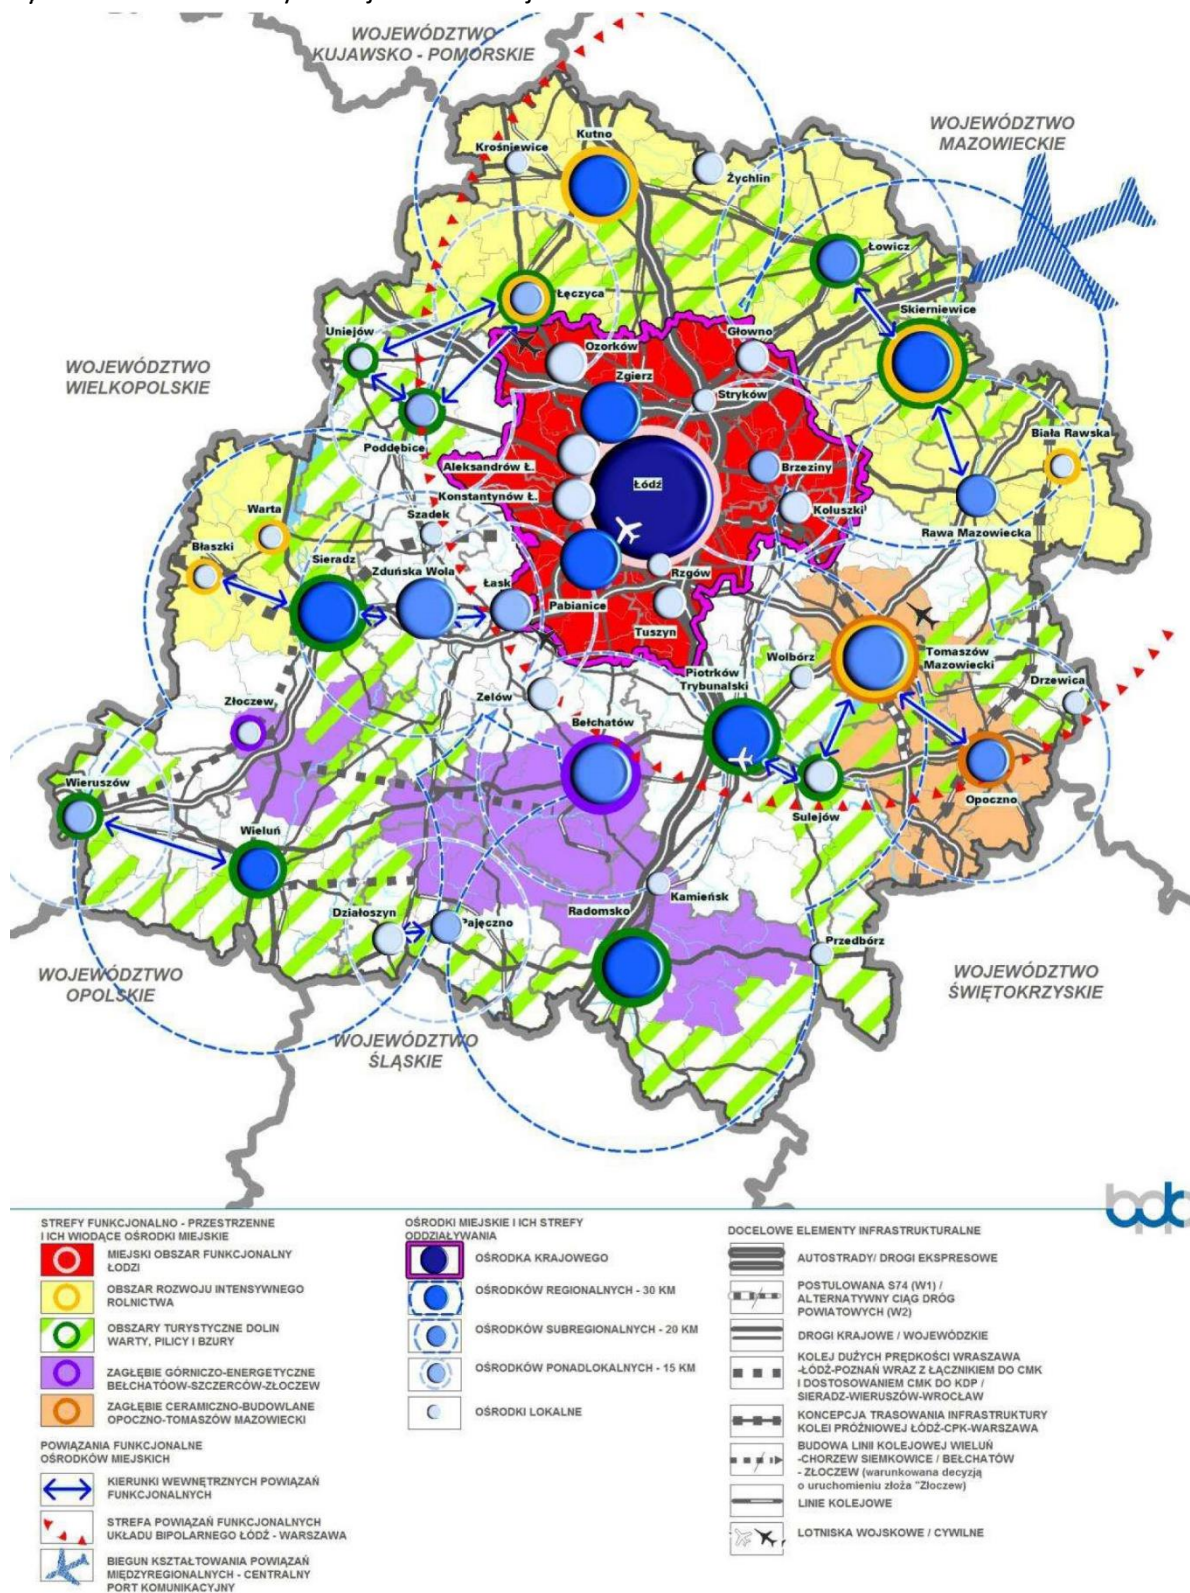 WOJEWÓDZTWO
KUJAWSKO - POMORSKIE
WOJEWÓDZTWO
MAZOWIECKIE
Kutno
Krośniewice
Żychlin
Łowicz
Łęczyca
Skierniewice
Uniejów
Głowno
Ozorków
WOJEWÓDZTWO
WIELKOPOLSKIE
Zgierz
Stryków
Biała Rawska
Poddębice
Aleksandrów Ł.
Łódź
Brzeziny
Konstantynów Ł.
Warta
Szadek
Koluszki
Rawa Mazowiecka
Błaszki
Sieradz
Zduńska Wola
Łask
Rzgów
Pabianice
Tuszyn
Wolbórz
Tomaszów
Mazowiecki
Piotrków
Trybunalski
Drzewica
Złoczew
Zelów
Bełchatów
Wieruszów
Opoczno
Sulejów
Wieluń
Kamieńsk
Działoszyn
Pajęczno
Radomsko
Przedbórz
WOJEWÓDZTWO
OPOLSKIE
WOJEWÓDZTWO
ŚWIĘTOKRZYSKIE
WOJEWÓDZTWO
ŚLĄSKIE
bpp
STREFY FUNKCJONALNO - PRZESTRZENNE
I ICH WIODĄCE OŚRODKI MIEJSKIE
MIEJSKI OBSZAR FUNKCJONALNY
ŁODZI
OBSZAR ROZWOJU INTENSYWNEGO
ROLNICTWA
OBSZARY TURYSTYCZNE DOLIN
WARTY, PILICY I BZURY
ZAGŁĘBIE GÓRNICZO-ENERGETYCZNE
BEŁCHATÓW-SZCZERCÓW-ZŁOCZEW
ZAGŁĘBIE CERAMICZNO-BUDOWLANE
OPOCZNO-TOMASZÓW MAZOWIECKI
POWIĄZANIA FUNKCJONALNE
OŚRODKÓW MIEJSKICH
KIERUNKI WEWNĘTRZNYCH POWIĄZAŃ
FUNKCJONALNYCH
STREFA POWIĄZAŃ FUNKCJONALNYCH
UKŁADU BIPOLARNEGO ŁÓDŹ - WARSZAWA
BIEGUN KSZTAŁTOWANIA POWIĄZAŃ
MIĘDZYREGIONALNYCH - CENTRALNY
PORT KOMUNIKACYJNY
OŚRODKI MIEJSKIE I ICH STREFY
ODDZIAŁYWANIA
OŚRODKA KRAJOWEGO
OŚRODKÓW REGIONALNYCH - 30 KM
OŚRODKÓW SUBREGIONALNYCH - 20 KM
OŚRODKÓW PONADLOKALNYCH - 15 KM
OŚRODKI LOKALNE
DOCELOWE ELEMENTY INFRASTRUKTURALNE
AUTOSTRADY/ DROGI EKSPRESOWE
POSTULOWANA S74 (W1) /
ALTERNATYWNY CIĄG DRÓG
POWIATOWYCH (W2)
DROGI KRAJOWE / WOJEWÓDZKIE
KOLEJ DUŻYCH PRĘDKOŚCI WRASZAWA
-ŁÓDŹ-POZNAŃ WRAZ Z ŁĄCZNIKIEM DO CMK
I DOSTOSOWANIEM CMK DO KDP /
SIERADZ-WIERUSZÓW-WROCŁAW
KONCEPCJA TRASOWANIA INFRASTRUKTURY
KOLEI PRÓŻNIOWEJ ŁÓDŹ-CPK-WARSZAWA
BUDOWA LINII KOLEJOWEJ WIELUŃ
-CHORZEW SIEMKOWICE / BEŁCHATÓW
- ZŁOCZEW (warunkowana decyzją
o uruchomieniu złoża "Złoczew)
LINIE KOLEJOWE
LOTNISKA WOJSKOWE / CYWILNE